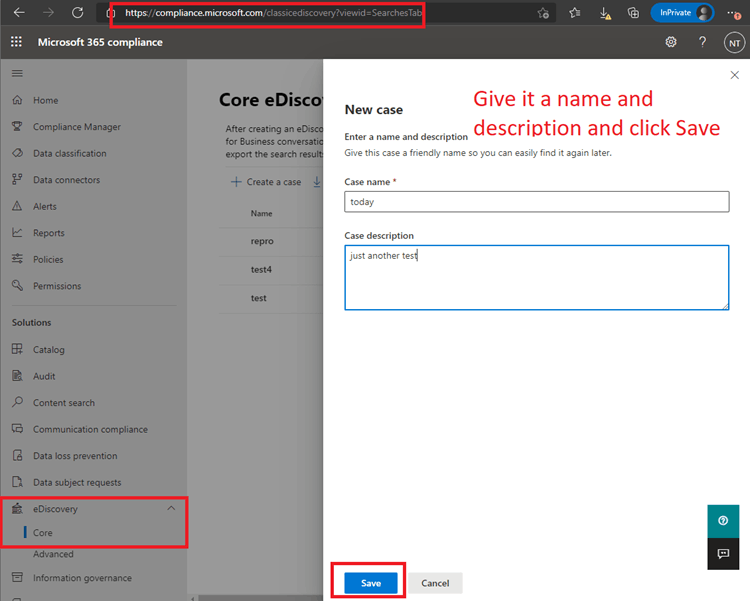 https://compliance.microsoft.com/classicediscovery?viewid=SearchesTab
InPrivate
Microsoft 365 compliance
NT
Home
Compliance Manager
Data classification
Data connectors
Alerts
Reports
Policies
Permissions
Solutions
Catalog
Audit
Content search
Communication compliance
Data loss prevention
Data subject requests
eDiscovery
Core
Advanced
Information governance
Core eDisco
After creating an eDisco
for Business conversatio
export the search results
Create a case
Name
repro
test4
test
New case
Give it a name and
description and click Save
Enter a name and description
Give this case a friendly name so you can easily find it again later.
Case name *
today
Case description
just another test
Save
Cancel